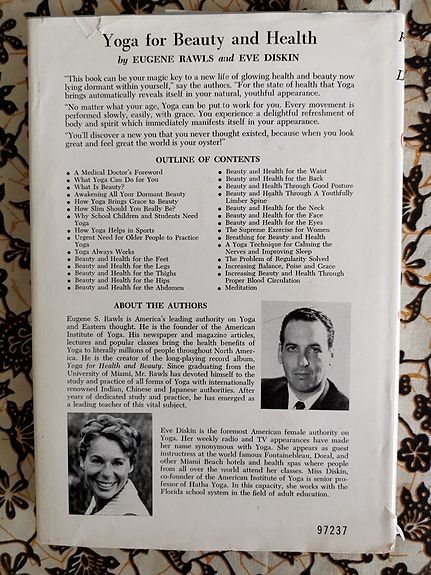 Yoga for Beauty and Health
by EUGENE RAWLS and EVE DISKIN
"This book can be your magic key to a new life of glowing health and beauty now
lying dormant within yourself," say the authors. "For the state of health that Yoga
brings automatically reveals itself in your natural, youthful appearance.
"No matter what your age, Yoga can be put to work for you. Every movement is
performed slowly, easily, with grace. You experience a delightful refreshment of
body and spirit which immediately manifests itself in your appearance.
"You'll discover a new you that you never thought existed, because when you look
great and feel great the world is your oyster!"
OUTLINE OF CONTENTS
• A Medical Doctor's Foreword
• What Yoga Can Do for You
• What Is Beauty?
• Awakening All Your Dormant Beauty
• How Yoga Brings Grace to Beauty
• How Slim Should You Really Be?
• Why School Children and Students Need
Yoga
• How Yoga Helps in Sports
• Urgent Need for Older People to Practice
Yoga
• Yoga Always Works
• Beauty and Health for the Feet
• Beauty and Health for the Legs
• Beauty and Health for the Thighs
• Beauty and Health for the Hips
• Beauty and Health for the Abdomen
• Beauty and Health for the Waist
• Beauty and Health for the Back
• Beauty and Health Through Good Posture
• Beauty and Health Through A Youthfully
Limber Spine
• Beauty and Health for the Neck
• Beauty and Health for the Face
• Beauty and Health for the Eyes
• The Supreme Exercise for Women
• Breathing for Beauty and Health
• A Yoga Technique for Calming the
Nerves and Improving Sleep
• The Problem of Regularity Solved
• Increasing Balance, Poise and Grace
• Increasing Beauty and Health Through
Proper Blood Circulation
• Meditation
ABOUT THE AUTHORS
Eugene S. Rawls is America's leading authority on Yoga
and Eastern thought. He is the founder of the American
Institute of Yoga. His newspaper and magazine articles,
lectures and popular classes bring the health benefits of
Yoga to literally millions of people throughout North Amer-
ica. He is the creator of the long-playing record album,
Yoga for Health and Beauty. Since graduating from the
University of Miami, Mr. Rawls has devoted himself to the
study and practice of all forms of Yoga with internationally
renowned Indian, Chinese and Japanese authorities. After
years of dedicated study and practice, he has emerged as
a leading teacher of this vital subject.
Eve Diskin is the foremost American female authority on
Yoga. Her weekly radio and TV appearances have made
her name synonymous with Yoga. She appears as guest
instructress at the world famous Fontainebleau, Doral, and
other Miami Beach hotels and health spas where people
from all over the world attend her classes. Miss Diskin,
co-founder of the American Institute of Yoga is senior pro-
fessor of Hatha Yoga. In this capacity, she works with the
Florida school system in the field of adult education.
97237